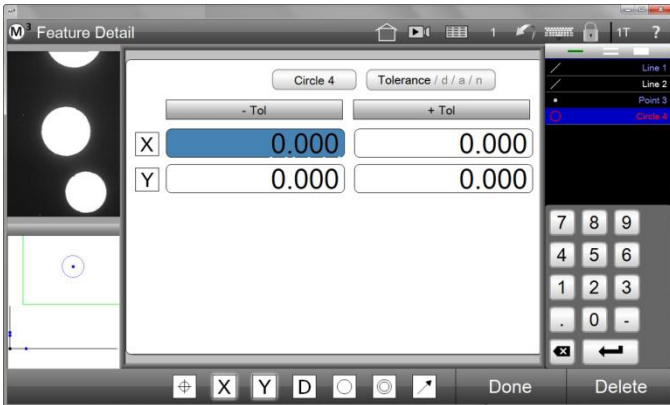 M3 Feature Detail
1
1T ?
Circle 4
Tolerance / d / a / n
- Tol
+ Tol
X 0.000 0.000
Y 0.000 0.000
Line 1
Line 2
Point 3
Circle 4
7 8 9
4 5 6
1 2 3
. 0 -
X Y D
Done
Delete